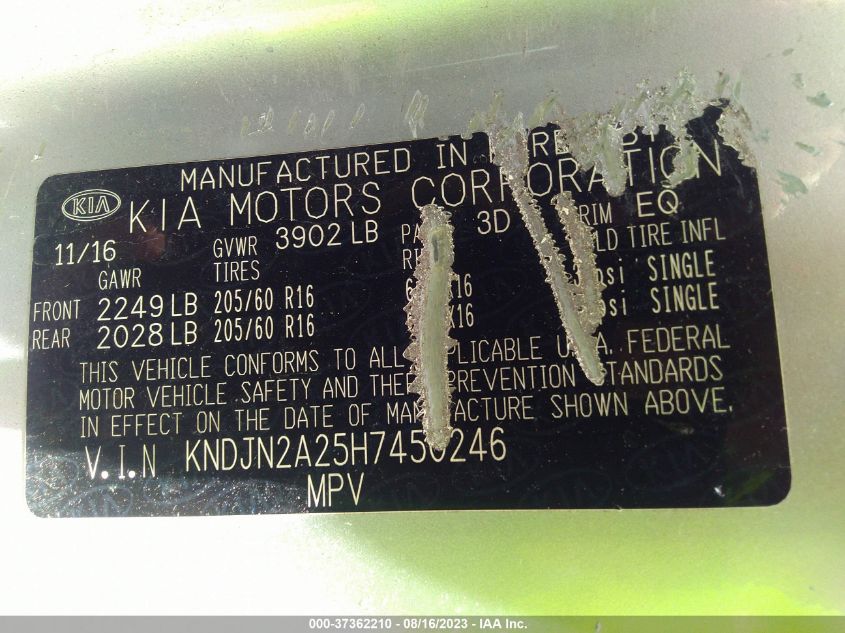 MANUFACTURED IN
KIA KIA MOTORS CORPORATION
11/16 GVWR 3902 LB 3D EQ
GAWR TIRES TIRE INFL
FRONT 2249 LB 205/60 R16 SINGLE
REAR 2028 LB 205/60 R16 SINGLE
THIS VEHICLE CONFORMS TO ALL FEDERAL
MOTOR VEHICLE SAFETY AND PREVENTION STANDARDS
IN EFFECT ON THE DATE OF MANUFACTURE SHOWN ABOVE.
V.I.N KNDJN2A25H7450246
MPV
000-37362210 - 08/16/2023 - IAA Inc.